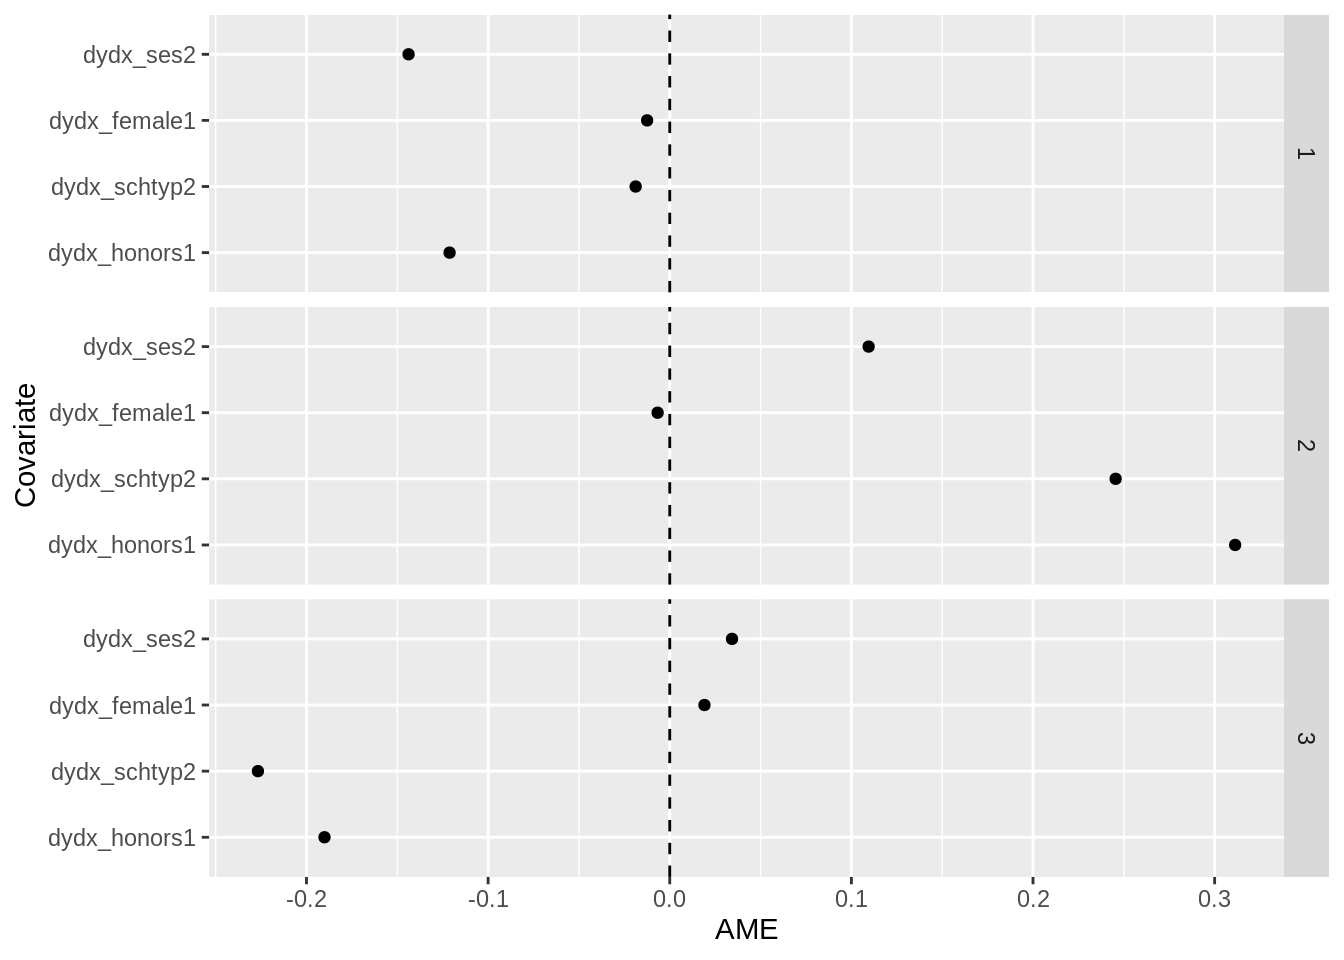 dydx_ses2
dydx_female1
dydx_schtyp2
dydx_honors1
1
dydx_ses2
dydx_female1
dydx_schtyp2
dydx_honors1
2
dydx_ses2
dydx_female1
dydx_schtyp2
dydx_honors1
3
Covariate
-0.2 -0.1 0.0 0.1 0.2 0.3
AME